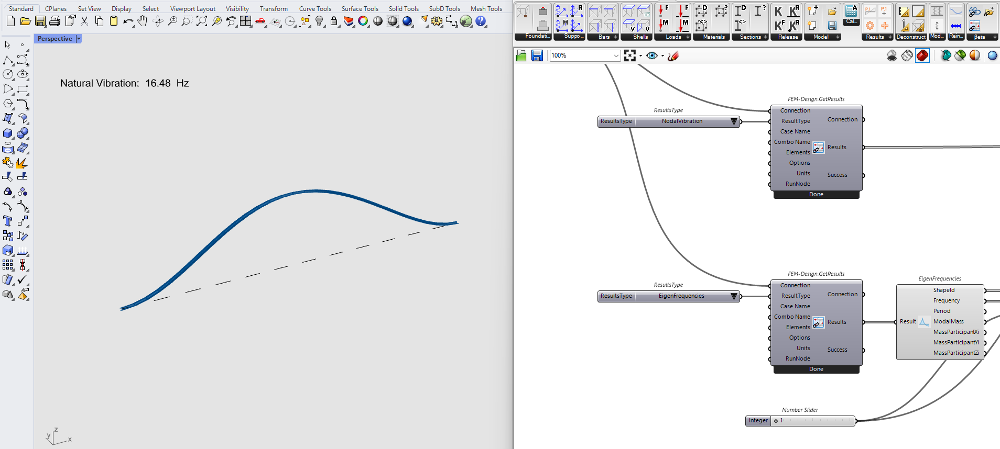 Standard CPlanes Set View Display Select Viewport Layout Visibility Transform Curve Tools Surface Tools Solid Tools SubD Tools Mesh Tools
Perspective
Natural Vibration: 16.48 Hz
z
y
x
D R F F D ? D ? K K R A P.1 P.1
H V V M M <> <> K F K R
Foundati... Suppo... Bars Shells Loads Materials Sections Release Model Cal... Results Deconstruct Mod... Rein... βeta
100%
FEM-Design.GetResults
ResultsType
ResultsType NodalVibration
Connection
ResultType
Case Name
Combo Name
Elements
Options
Units
RunNode
Connection
Results
Success
Done
FEM-Design.GetResults
ResultsType
ResultsType EigenFrequencies
Connection
ResultType
Case Name
Combo Name
Elements
Options
Units
RunNode
Connection
Results
Success
Done
EigenFrequencies
Result
ShapeId
Frequency
Period
ModalMass
MassParticipantXi
MassParticipantYi
MassParticipantZi
Number Slider
Integer 1